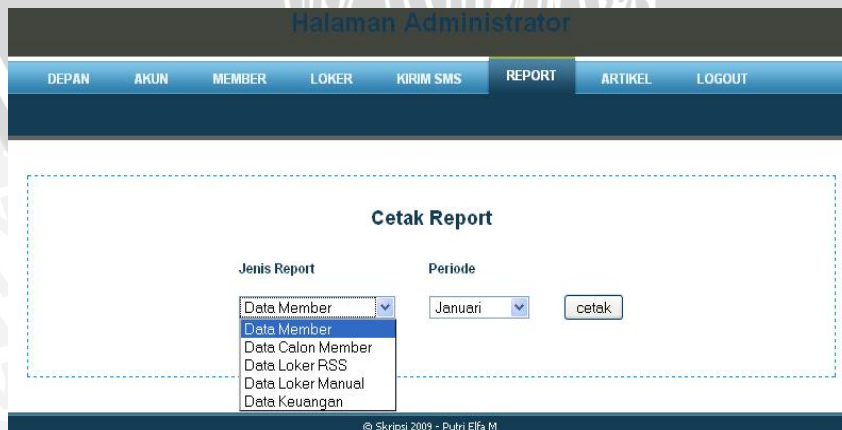 Halaman Administrator
DEPAN AKUN MEMBER LOKER KIRIM SMS REPORT ARTIKEL LOGOUT
Cetak Report
Jenis Report Periode
Data Member Januari cetak
Data Member
Data Calon Member
Data Loker RSS
Data Loker Manual
Data Keuangan
© Skripsi 2009 - Putri Elfa M